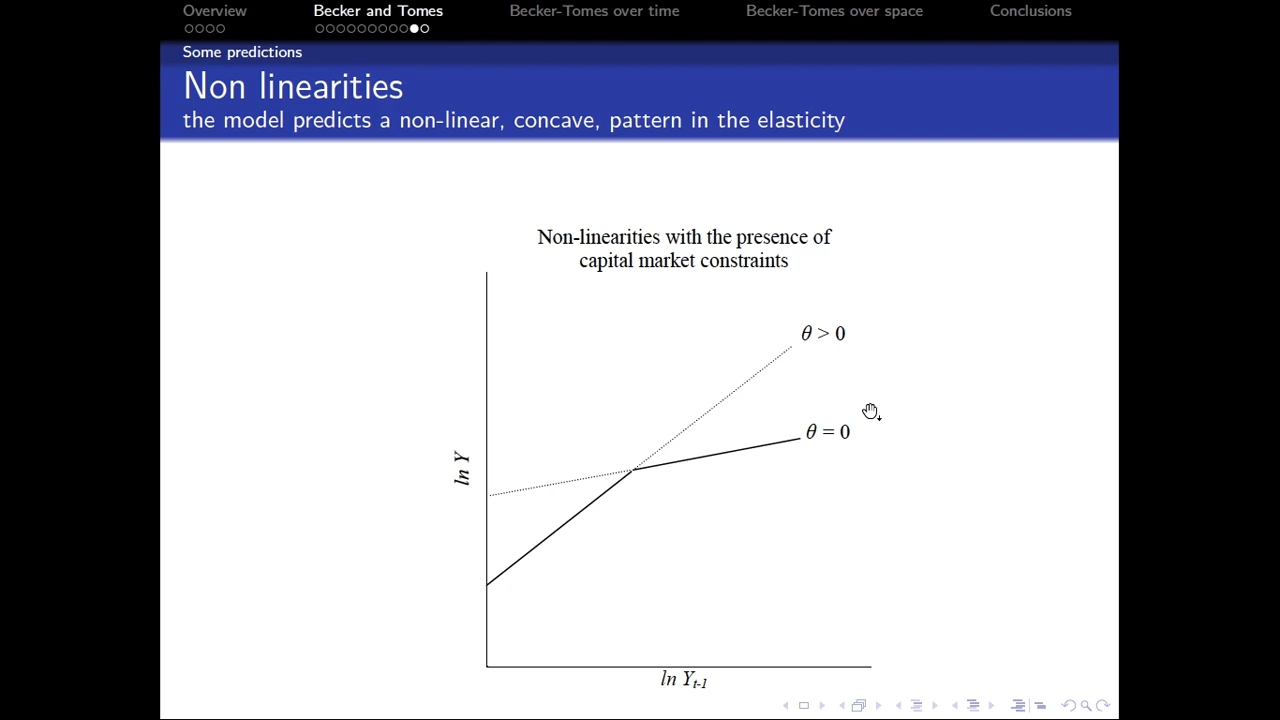 Overview
Becker and Tomes
Becker-Tomes over time
Becker-Tomes over space
Conclusions
Some predictions
Non linearities
the model predicts a non-linear, concave, pattern in the elasticity
Non-linearities with the presence of
capital market constraints
θ > 0
θ = 0
ln Y
ln Yt-1